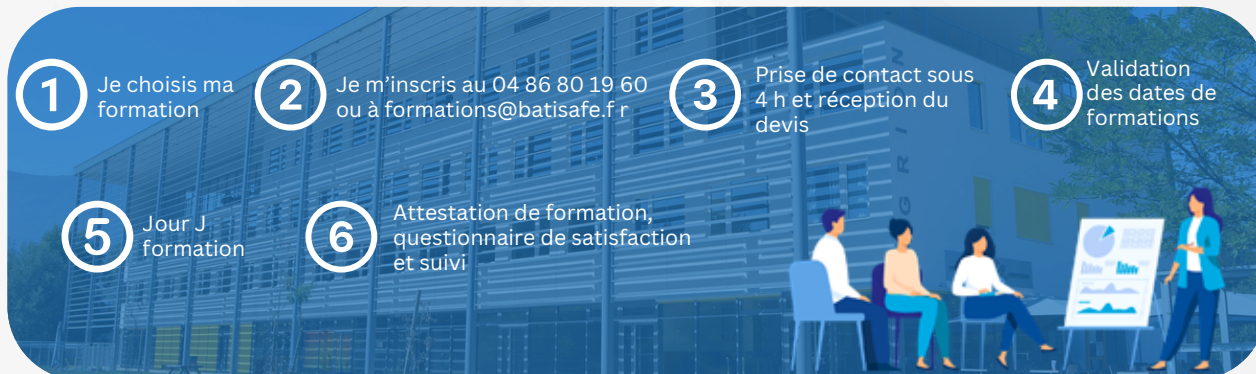 1
Je choisis ma
formation
2
Je m’inscris au 04 86 80 19 60
ou à formations@batisafe.f r
3
Prise de contact sous
4 h et réception du
devis
4
Validation
des dates de
formations
5
Jour J
formation
6
Attestation de formation,
questionnaire de satisfaction
et suivi